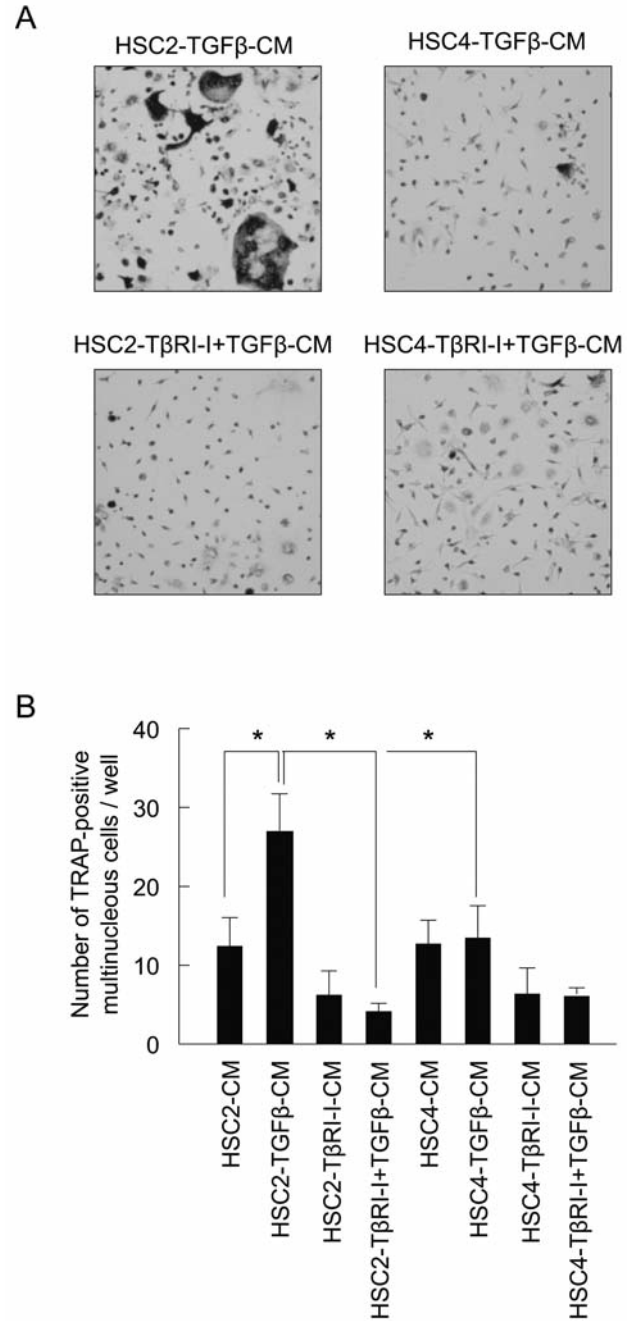 A
HSC2-TGFβ-CM
HSC4-TGFβ-CM
HSC2-TβRI-I+TGFβ-CM
HSC4-TβRI-I+TGFβ-CM
B
Number of TRAP-positive
multinucleous cells / well
40
30
20
10
0
*
*
*
HSC2-CM
HSC2-TGFβ-CM
HSC2-TβRI-I-CM
HSC2-TβRI-I+TGFβ-CM
HSC4-CM
HSC4-TGFβ-CM
HSC4-TβRI-I-CM
HSC4-TβRI-I+TGFβ-CM